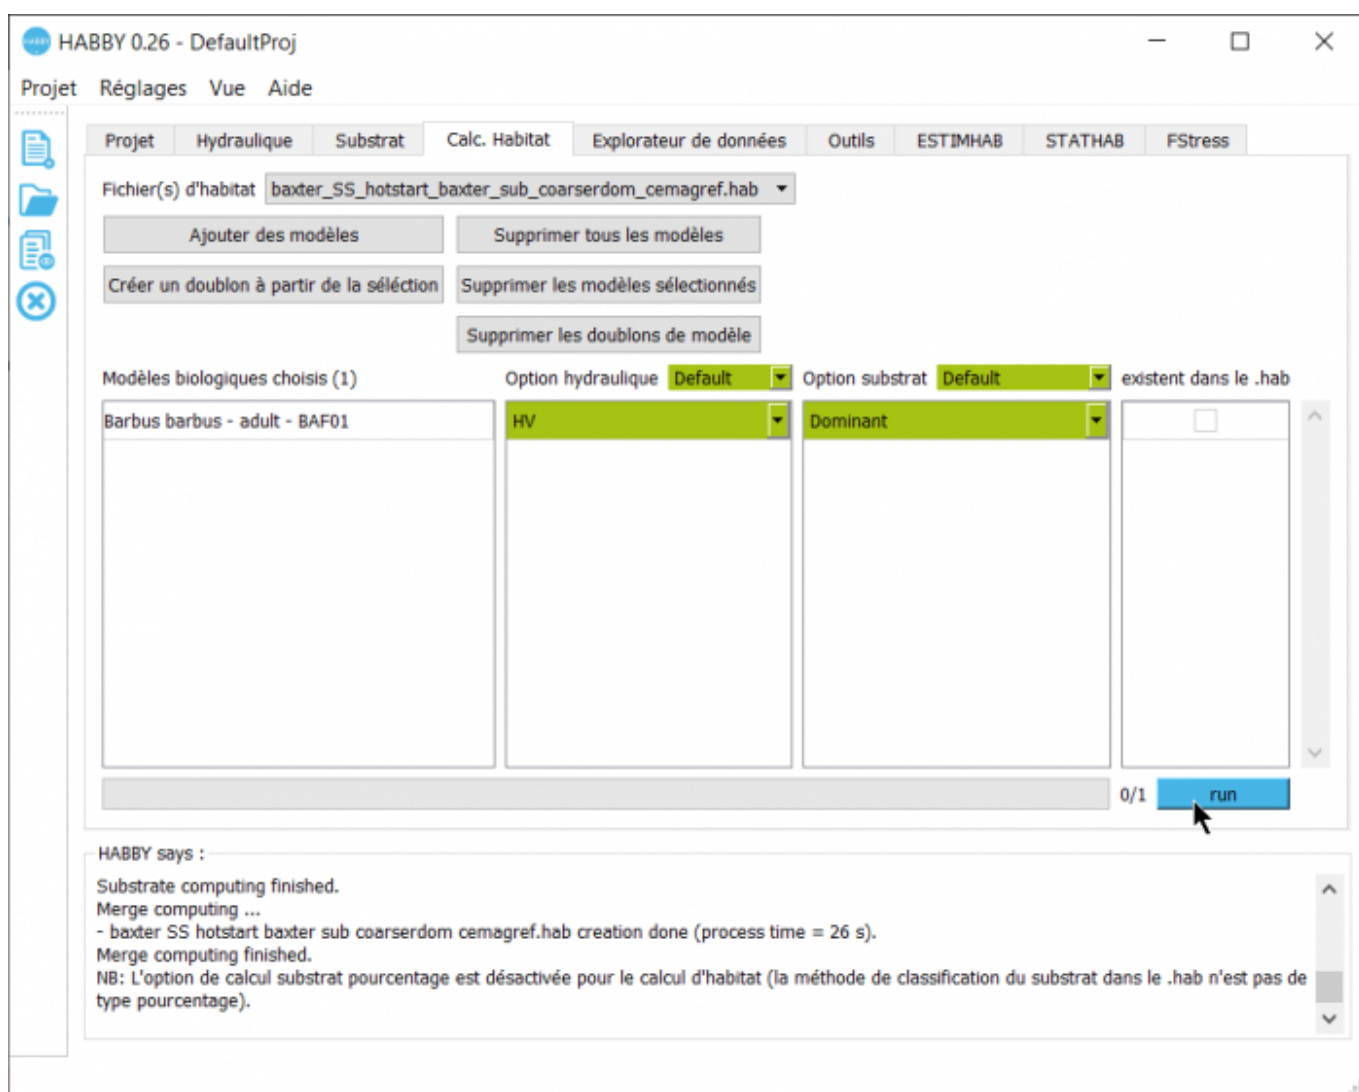 HABBY 0.26 - DefaultProj
Projet Réglages Vue Aide
Projet Hydraulique Substrat Calc. Habitat Explorateur de données Outils ESTIMHAB STATHAB FStress
Fichier(s) d'habitat baxter_SS_hotstart_baxter_sub_coarserdom_cemagref.hab
Ajouter des modèles Supprimer tous les modèles
Créer un doublon à partir de la séléction Supprimer les modèles sélectionnés
Supprimer les doublons de modèle
Modèles biologiques choisis (1) Option hydraulique Default Option substrat Default existent dans le .hab
Barbus barbus - adult - BAF01 HV Dominant
0/1 run
HABBY says :
Substrate computing finished.
Merge computing ...
- baxter SS hotstart baxter sub coarserdom cemagref.hab creation done (process time = 26 s).
Merge computing finished.
NB: L'option de calcul substrat pourcentage est désactivée pour le calcul d'habitat (la méthode de classification du substrat dans le .hab n'est pas de
type pourcentage).